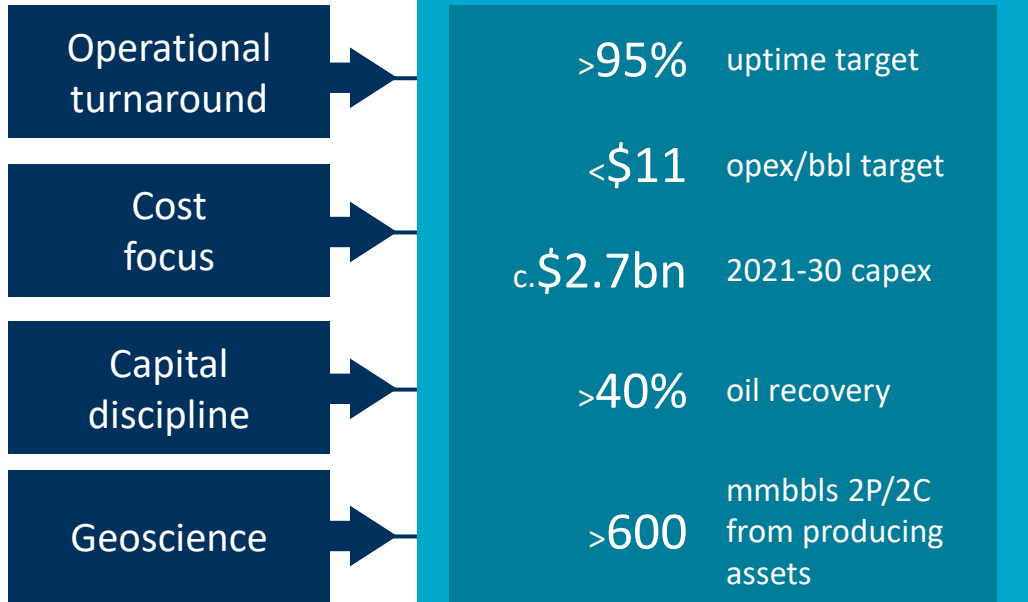 Operational
turnaround
Cost
focus
Capital
discipline
Geoscience
>95% uptime target
<$11 opex/bbl target
c.$2.7bn 2021-30 capex
>40% oil recovery
>600 mmbbls 2P/2C
from producing
assets